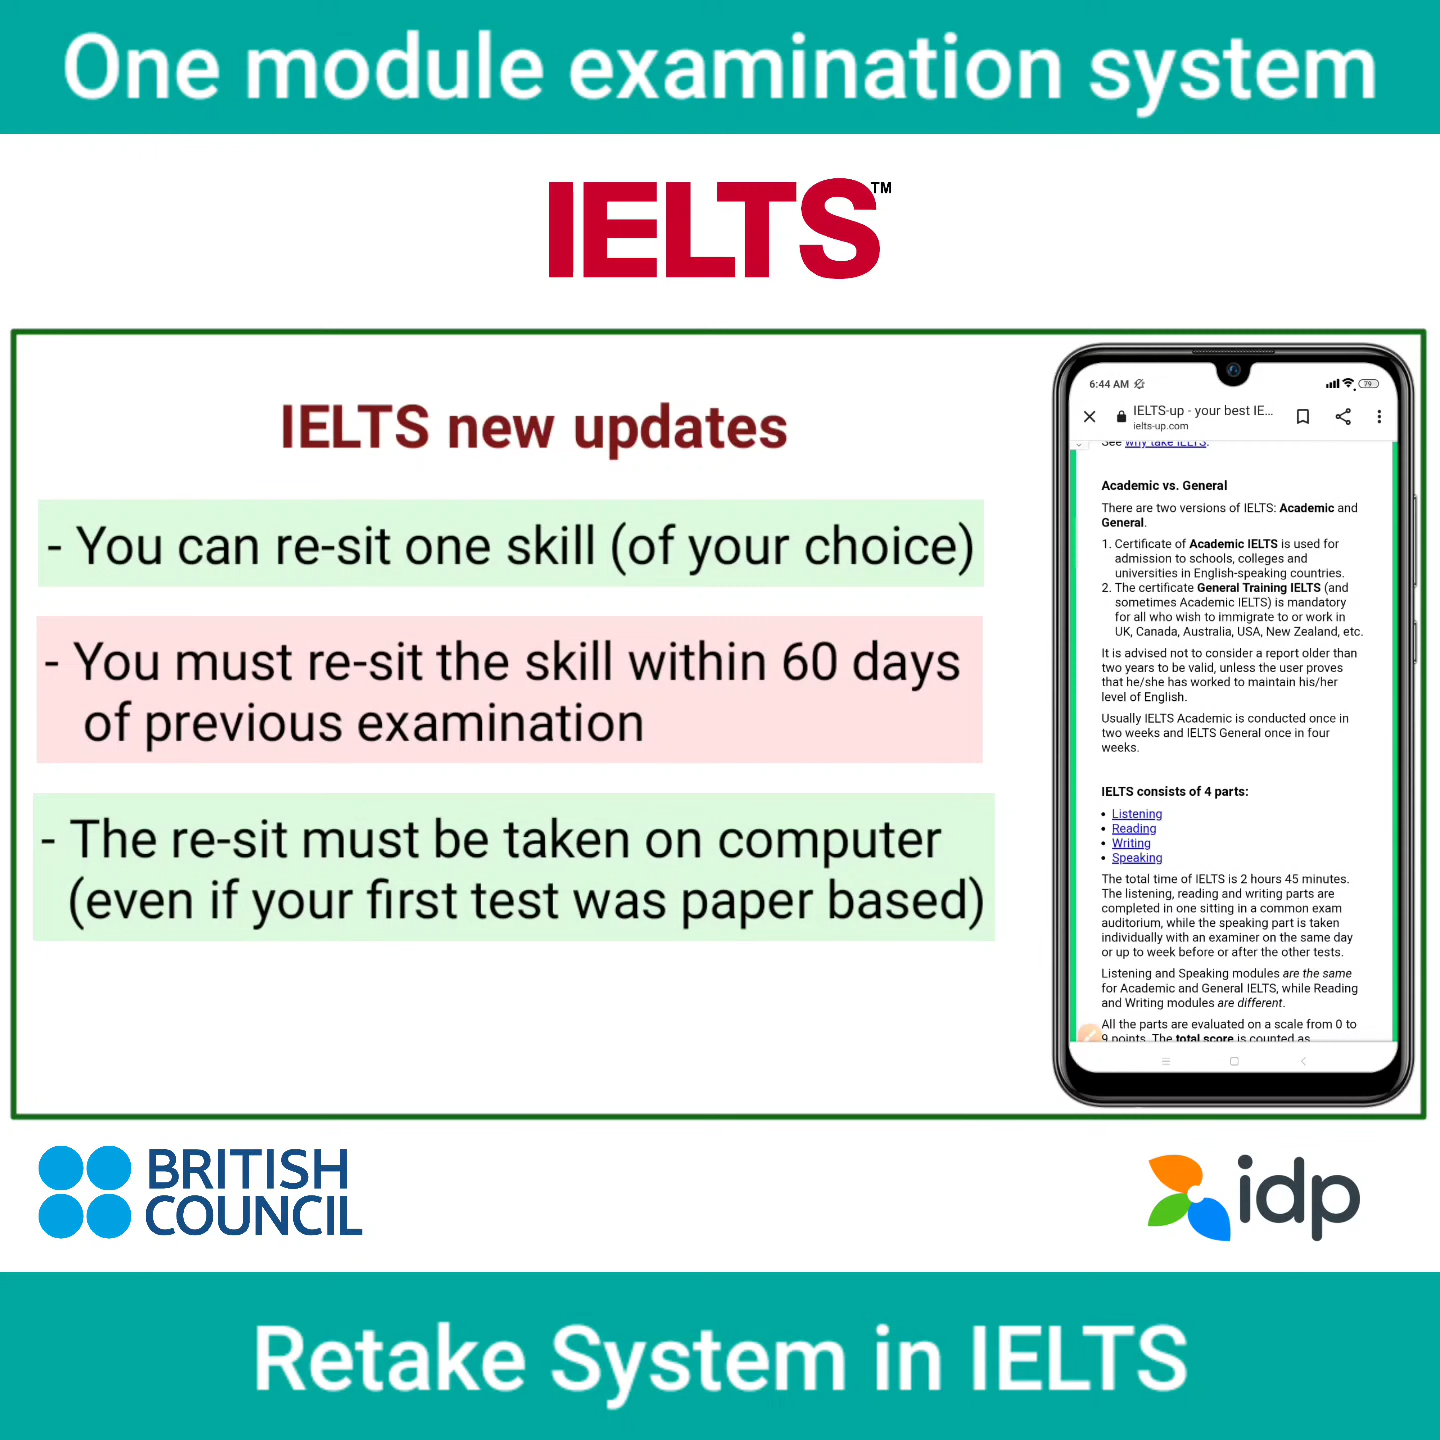 One module examination system
IELTS™
IELTS new updates
- You can re-sit one skill (of your choice)
- You must re-sit the skill within 60 days
of previous examination
- The re-sit must be taken on computer
(even if your first test was paper based)
6:44 AM
79
IELTS-up - your best IE...
ielts-up.com
See why take IELTS.
Academic vs. General
There are two versions of IELTS: Academic and
General.
1. Certificate of Academic IELTS is used for
admission to schools, colleges and
universities in English-speaking countries.
2. The certificate General Training IELTS (and
sometimes Academic IELTS) is mandatory
for all who wish to immigrate to or work in
UK, Canada, Australia, USA, New Zealand, etc.
It is advised not to consider a report older than
two years to be valid, unless the user proves
that he/she has worked to maintain his/her
level of English.
Usually IELTS Academic is conducted once in
two weeks and IELTS General once in four
weeks.
IELTS consists of 4 parts:
• Listening
• Reading
• Writing
• Speaking
The total time of IELTS is 2 hours 45 minutes.
The listening, reading and writing parts are
completed in one sitting in a common exam
auditorium, while the speaking part is taken
individually with an examiner on the same day
or up to week before or after the other tests.
Listening and Speaking modules are the same
for Academic and General IELTS, while Reading
and Writing modules are different.
All the parts are evaluated on a scale from 0 to
9 points. The total score is counted as
BRITISH
COUNCIL
idp
Retake System in IELTS